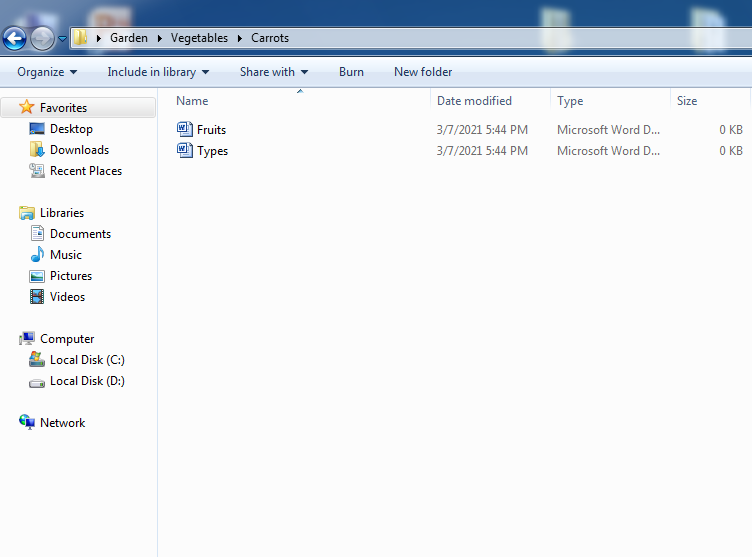 Garden Vegetables Carrots
Organize Include in library Share with Burn New folder
Name Date modified Type Size
Favorites
Desktop
Downloads
Recent Places
Libraries
Documents
Music
Pictures
Videos
Computer
Local Disk (C:)
Local Disk (D:)
Network
Fruits 3/7/2021 5:44 PM Microsoft Word D... 0 KB
Types 3/7/2021 5:44 PM Microsoft Word D... 0 KB